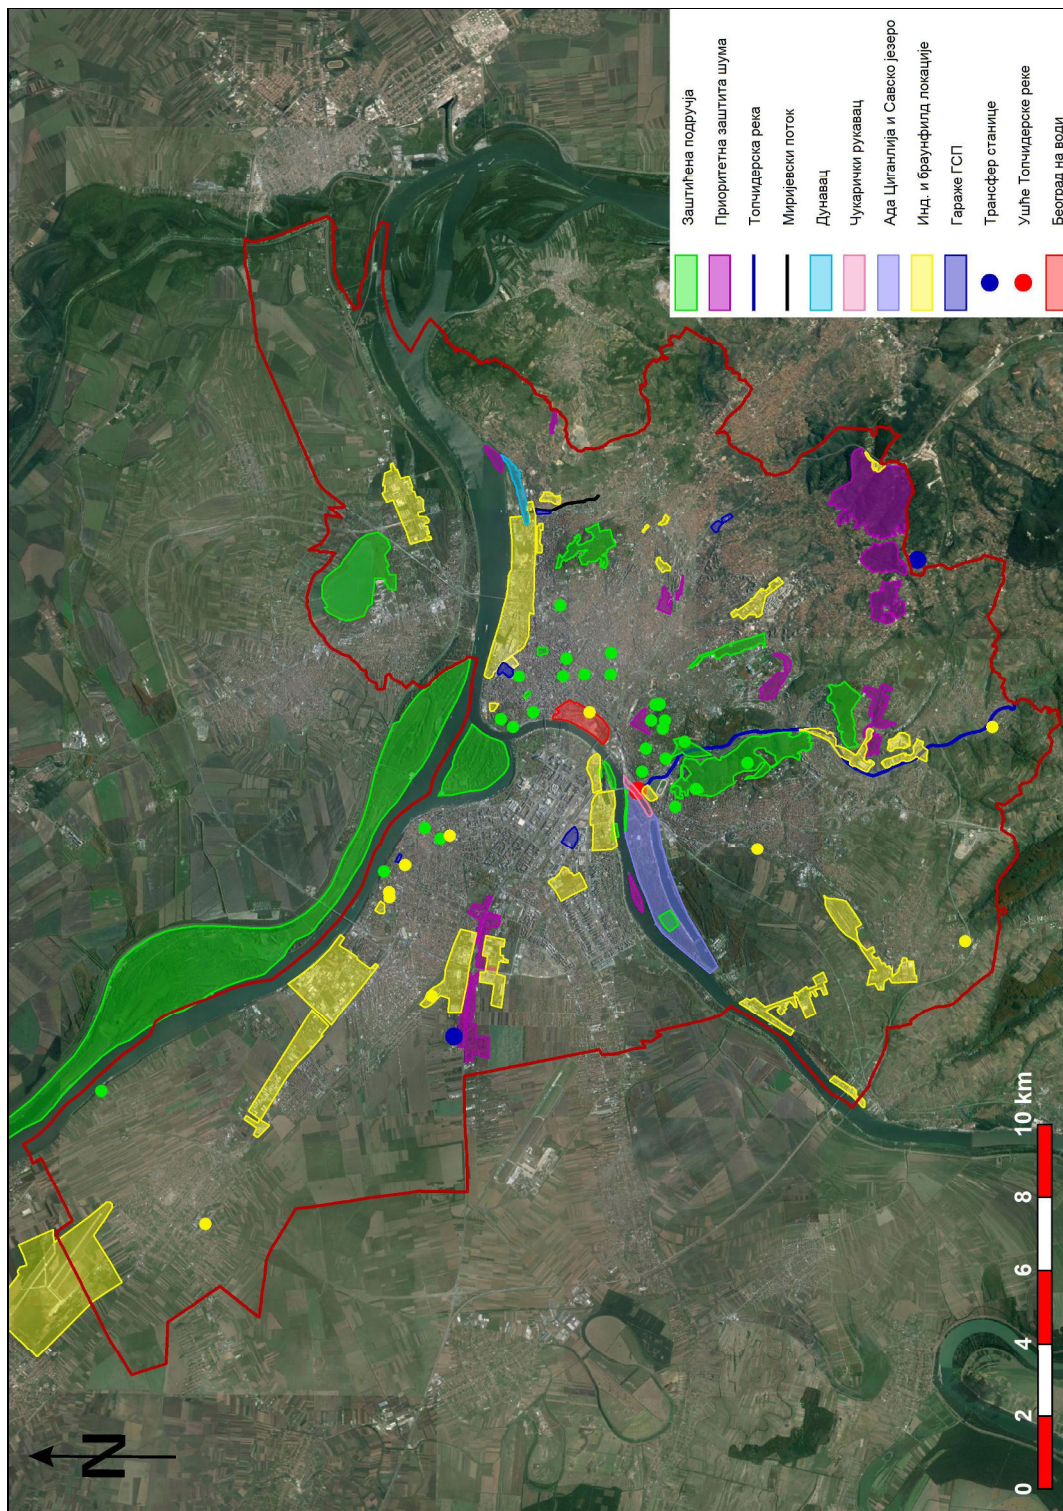 Заштићена подручја
Приоритетна заштита шума
Топчидерска река
Миријевски поток
Дунавац
Чукарички рукавац
Ада Циганлија и Савско језеро
Инд. и браунфилд локације
Гараже ГСП
Трансфер станице
Ушће Топчидерске реке
Београд на води
N
0 2 4 6 8 10 km